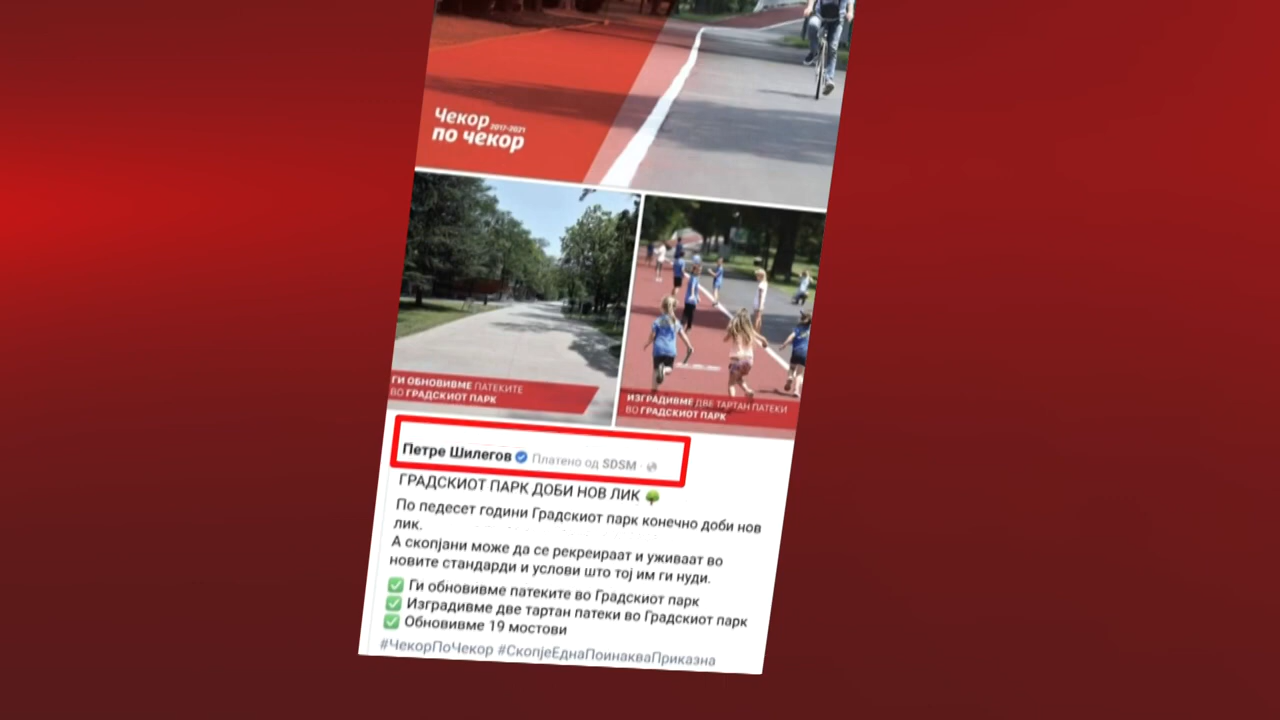 Чекор 2017-2021
по чекор
ГИ ОБНОВИВМЕ ПАТЕКИТЕ
ВО ГРАДСКИОТ ПАРК
ИЗГРАДИВМЕ ДВЕ ТАРТАН ПАТЕКИ
ВО ГРАДСКИОТ ПАРК
Петре Шилегов Платено од SDSM
ГРАДСКИОТ ПАРК ДОБИ НОВ ЛИК
По педесет години Градскиот парк конечно доби нов
лик.
А скопјани може да се рекреираат и уживаат во
новите стандарди и услови што тој им ги нуди.
Ги обновивме патеките во Градскиот парк
Изградивме две тартан патеки во Градскиот парк
Обновивме 19 мостови
#ЧекорПоЧекор #СкопјеЕднаПоинакваПриказна